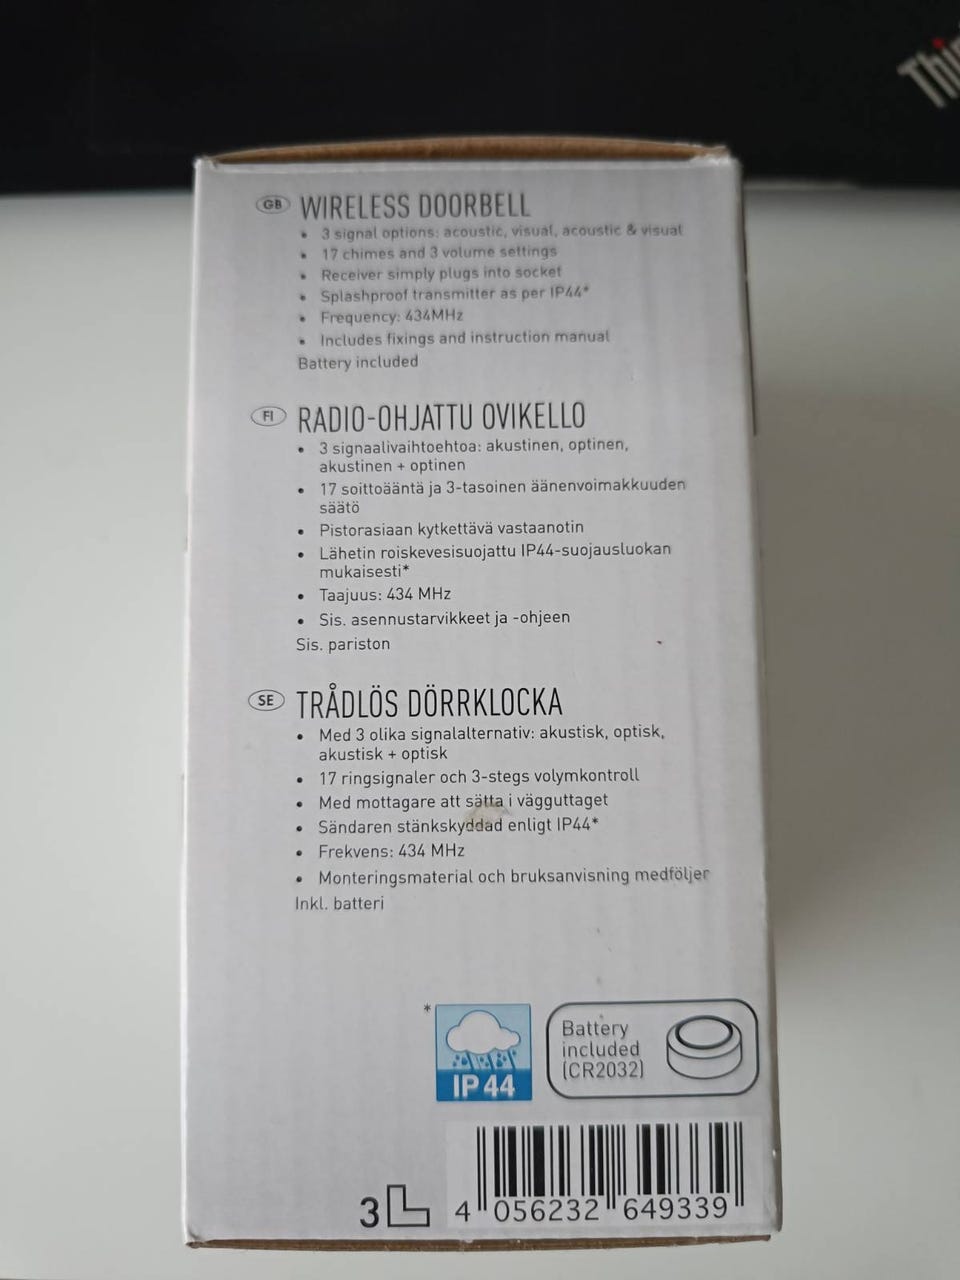 Thi
GB WIRELESS DOORBELL
• 3 signal options: acoustic, visual, acoustic & visual
• 17 chimes and 3 volume settings
• Receiver simply plugs into socket
• Splashproof transmitter as per IP44*
• Frequency: 434MHz
• Includes fixings and instruction manual
Battery included
FI RADIO-OHJATTU OVIKELLO
• 3 signaalivaihtoehtoa: akustinen, optinen,
akustinen + optinen
• 17 soittoääntä ja 3-tasoinen äänenvoimakkuuden
säätö
• Pistorasiaan kytkettävä vastaanotin
• Lähetin roiskevesisuojattu IP44-suojausluokan
mukaisesti*
• Taajuus: 434 MHz
• Sis. asennustarvikkeet ja -ohjeen
Sis. pariston
SE TRÅDLÖS DÖRRKLOCKA
• Med 3 olika signalalternativ: akustisk, optisk,
akustisk + optisk
• 17 ringsignaler och 3-stegs volymkontroll
• Med mottagare att sätta i vägguttaget
• Sändaren stänkskyddad enligt IP44*
• Frekvens: 434 MHz
• Monteringsmaterial och bruksanvisning medföljer
Inkl. batteri
*
IP44
Battery
included
(CR2032)
3
4 056232 649339